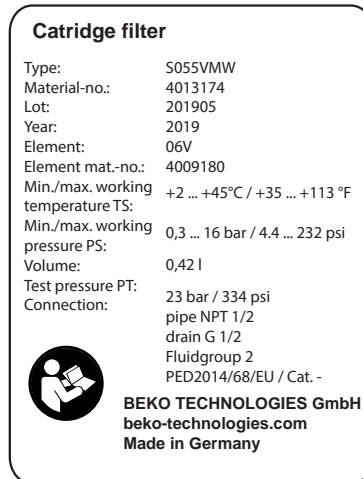 Catridge filter
Type: S055VMW
Material-no.: 4013174
Lot: 201905
Year: 2019
Element: 06V
Element mat.-no.: 4009180
Min./max. working temperature TS: +2 ... +45°C / +35 ... +113 °F
Min./max. working pressure PS: 0,3 ... 16 bar / 4.4 ... 232 psi
Volume: 0,42 l
Test pressure PT: 23 bar / 334 psi
Connection: pipe NPT 1/2
drain G 1/2
Fluidgroup 2
PED2014/68/EU / Cat. -
BEKO TECHNOLOGIES GmbH
beko-technologies.com
Made in Germany